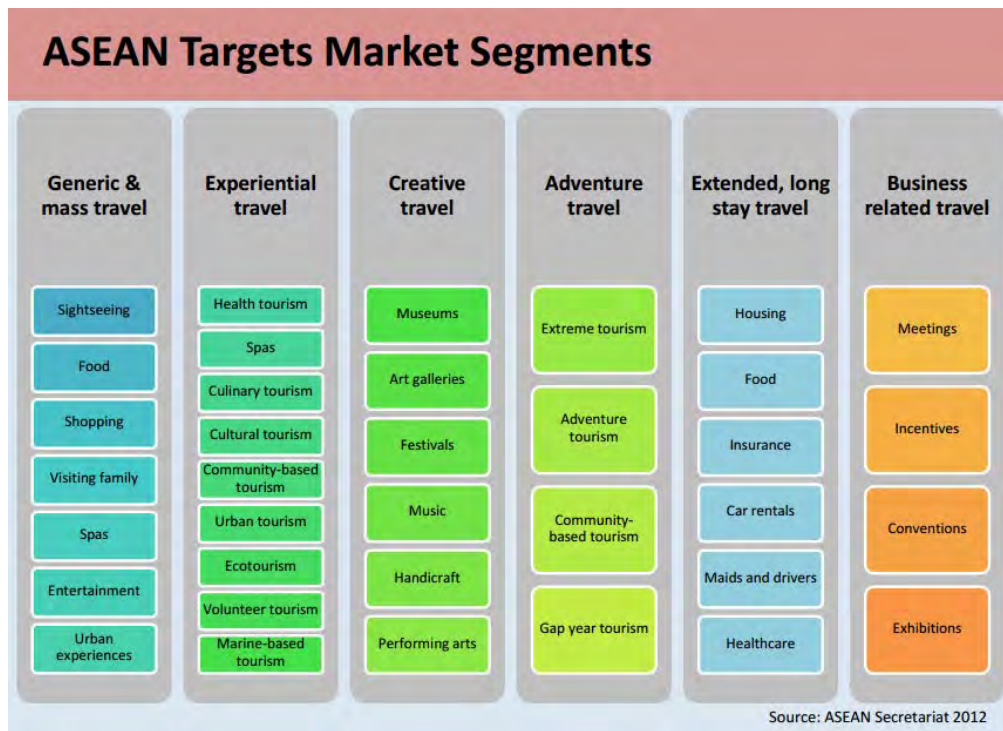 ASEAN Targets Market Segments
Generic &
mass travel
Sightseeing
Food
Shopping
Visiting family
Spas
Entertainment
Urban
experiences
Experiential
travel
Health tourism
Spas
Culinary tourism
Cultural tourism
Community-based
tourism
Urban tourism
Ecotourism
Volunteer tourism
Marine-based
tourism
Creative
travel
Museums
Art galleries
Festivals
Music
Handicraft
Performing arts
Adventure
travel
Extreme tourism
Adventure
tourism
Community-
based tourism
Gap year tourism
Extended, long
stay travel
Housing
Food
Insurance
Car rentals
Maids and drivers
Healthcare
Business
related travel
Meetings
Incentives
Conventions
Exhibitions
Source: ASEAN Secretariat 2012